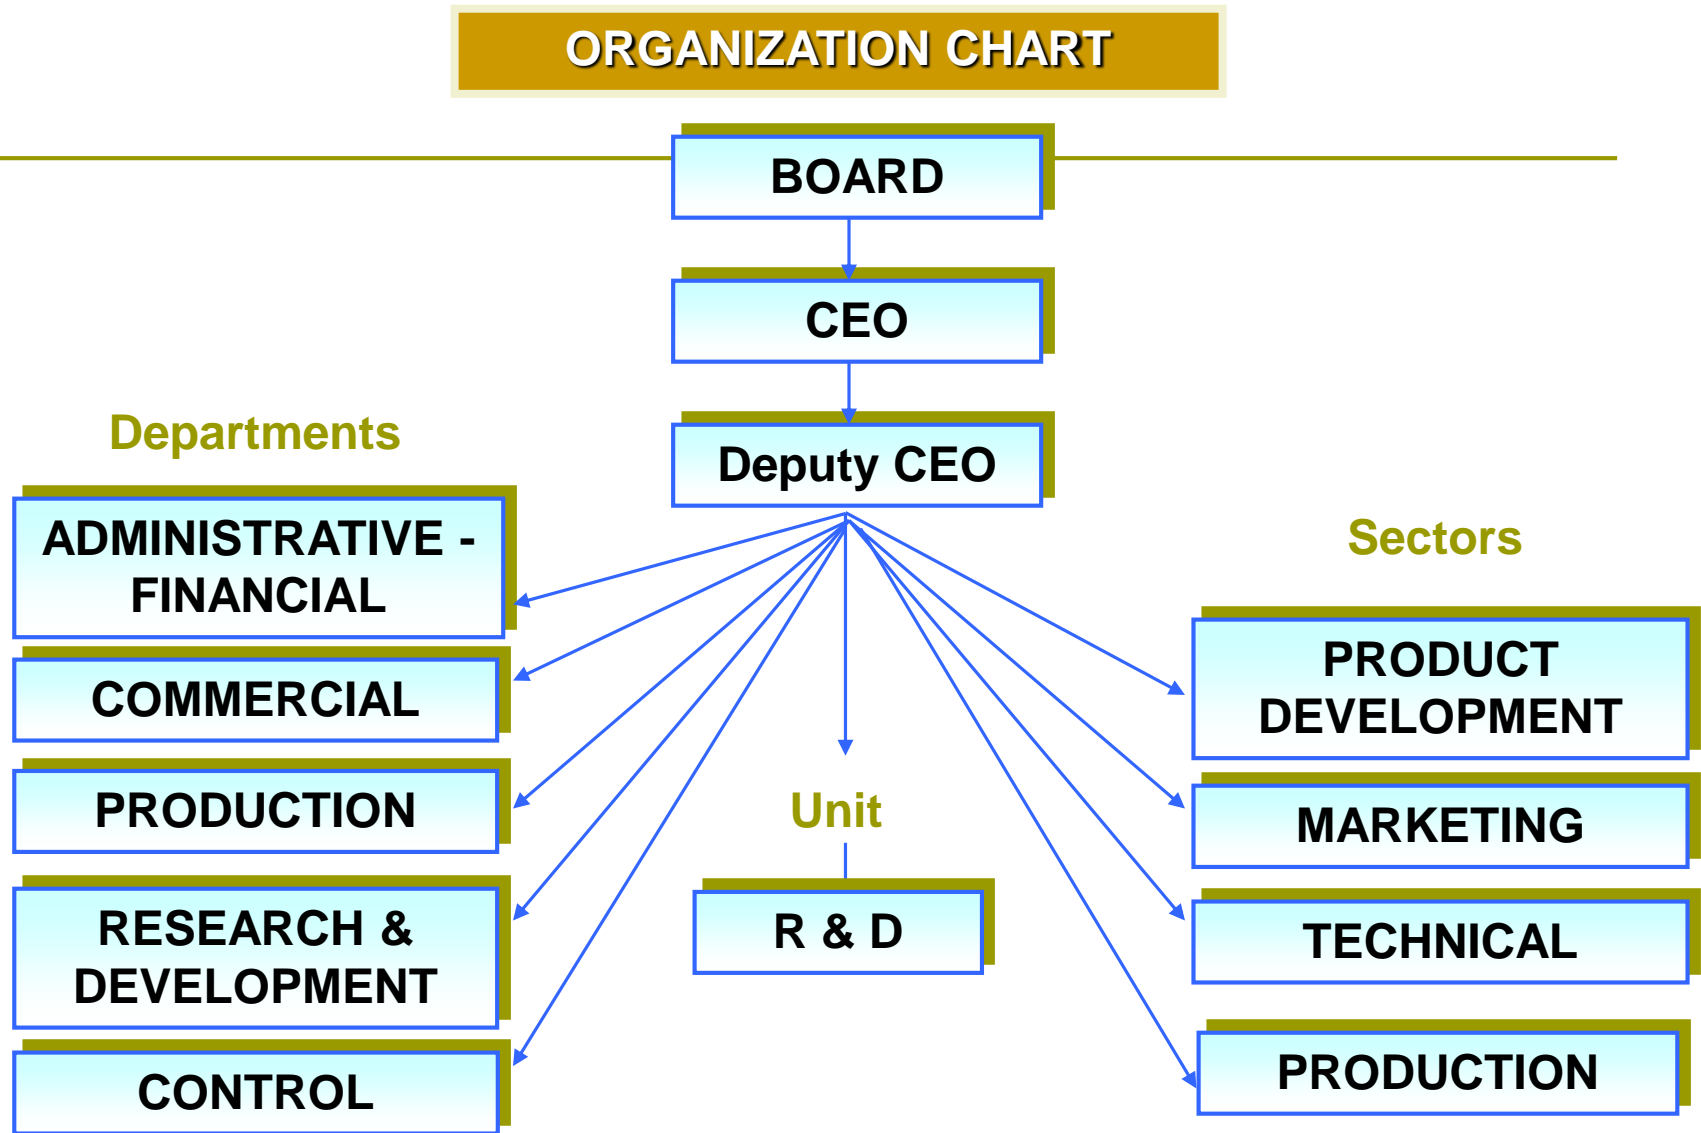 ORGANIZATION CHART
BOARD
CEO
Deputy CEO
Departments
ADMINISTRATIVE -
FINANCIAL
COMMERCIAL
PRODUCTION
RESEARCH &
DEVELOPMENT
CONTROL
Unit
R & D
Sectors
PRODUCT
DEVELOPMENT
MARKETING
TECHNICAL
PRODUCTION